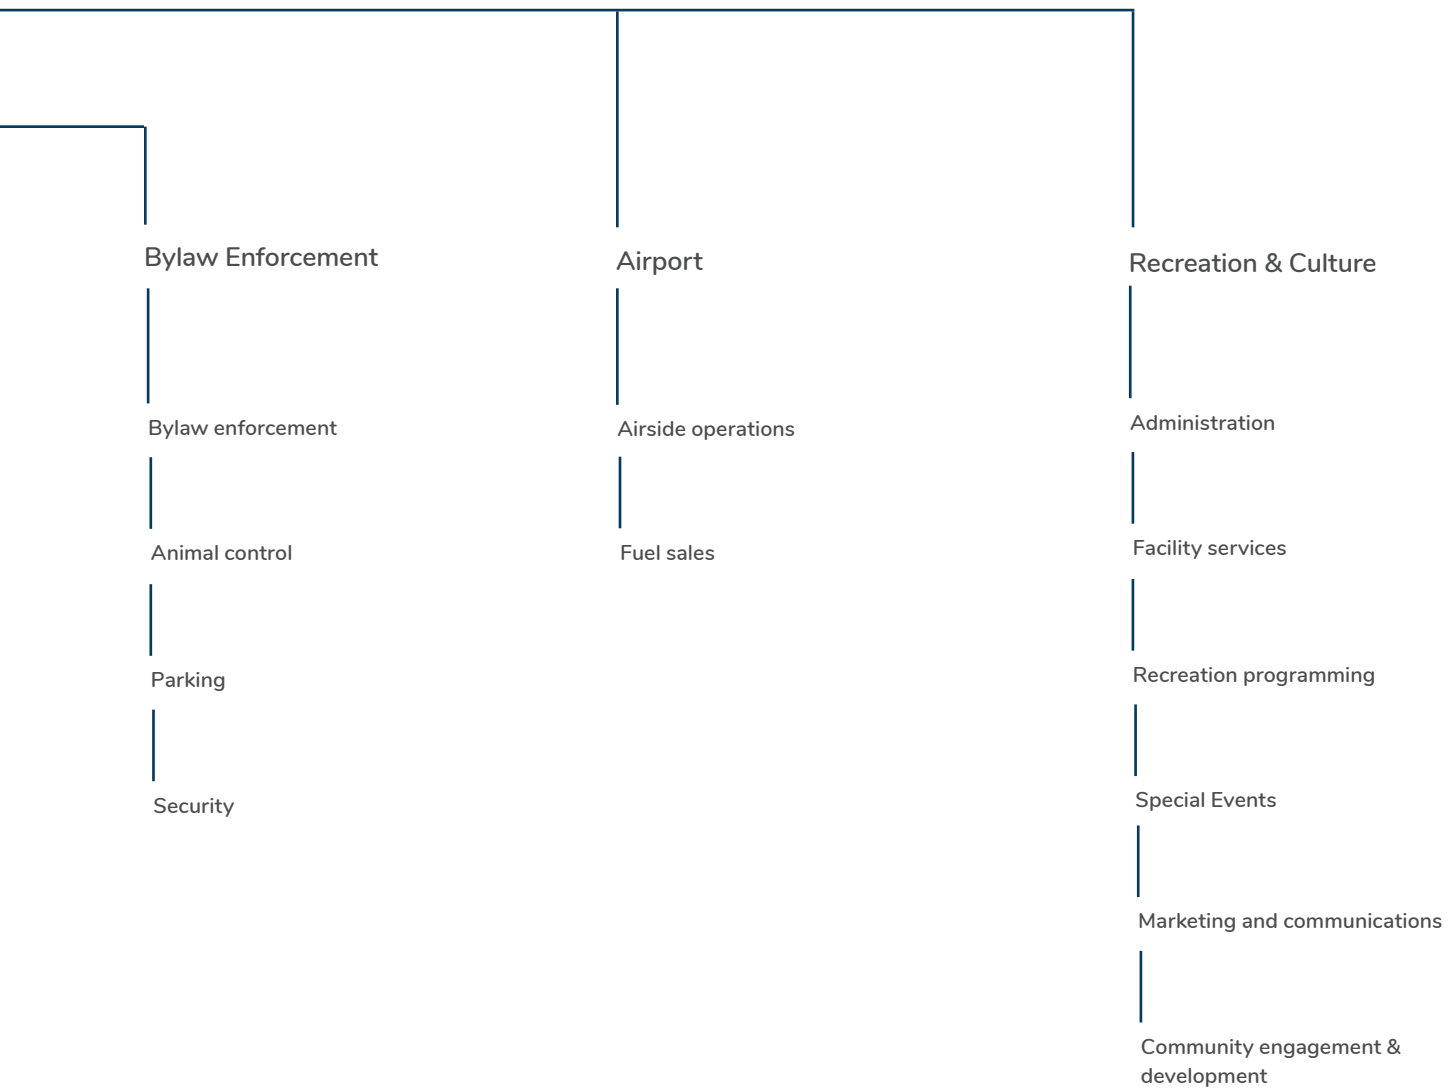 Bylaw Enforcement
Bylaw enforcement
Animal control
Parking
Security
Airport
Airside operations
Fuel sales
Recreation & Culture
Administration
Facility services
Recreation programming
Special Events
Marketing and communications
Community engagement &
development